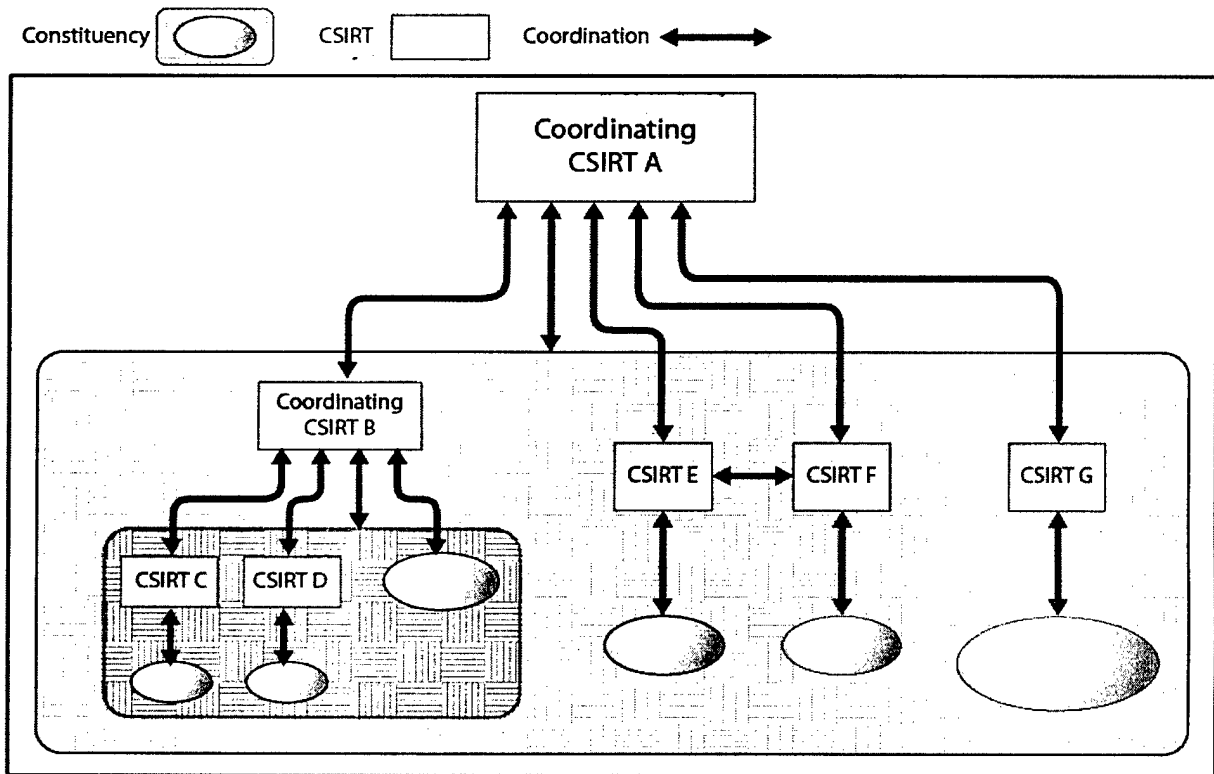 Constituency
CSIRT
Coordination
Coordinating
CSIRT A
Coordinating
CSIRT B
CSIRT E
CSIRT F
CSIRT G
CSIRT C
CSIRT D